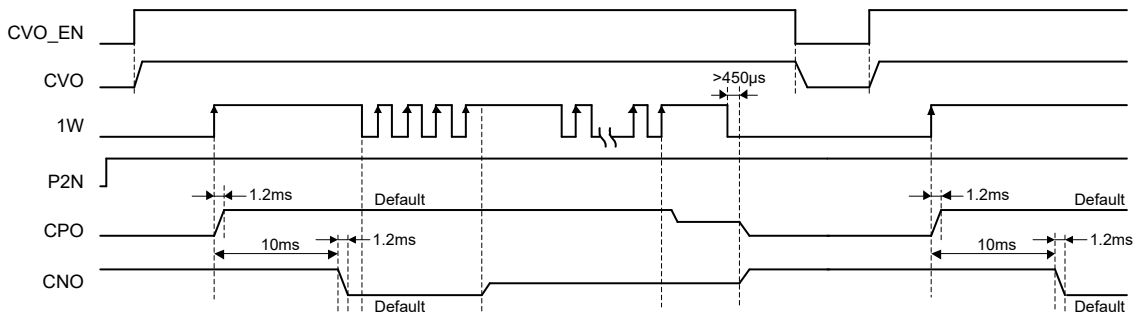 CVO_EN
CVO
>450µs
1W
P2N
1.2ms
Default
1.2ms
Default
CPO
10ms
1.2ms
10ms
1.2ms
CNO
Default
Default